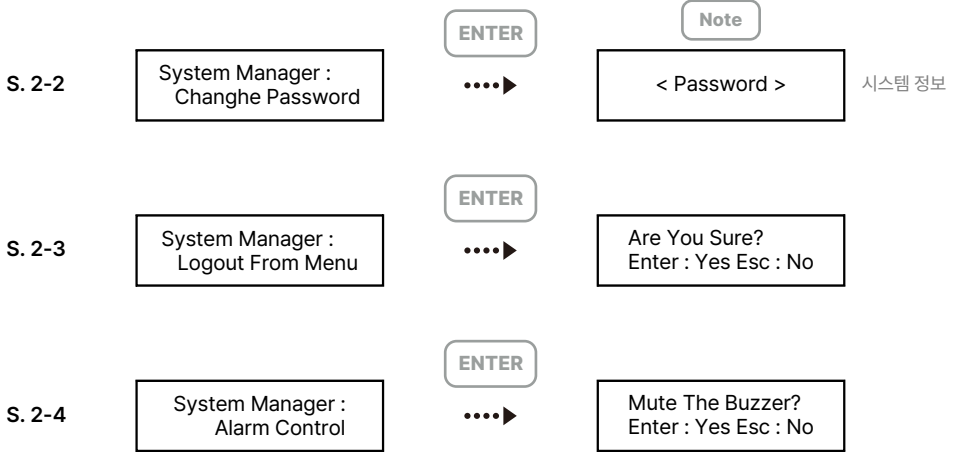 ENTER
Note
S. 2-2
System Manager :
Changhe Password
< Password >
시스템 정보
ENTER
S. 2-3
System Manager :
Logout From Menu
Are You Sure?
Enter : Yes Esc : No
ENTER
S. 2-4
System Manager :
Alarm Control
Mute The Buzzer?
Enter : Yes Esc : No